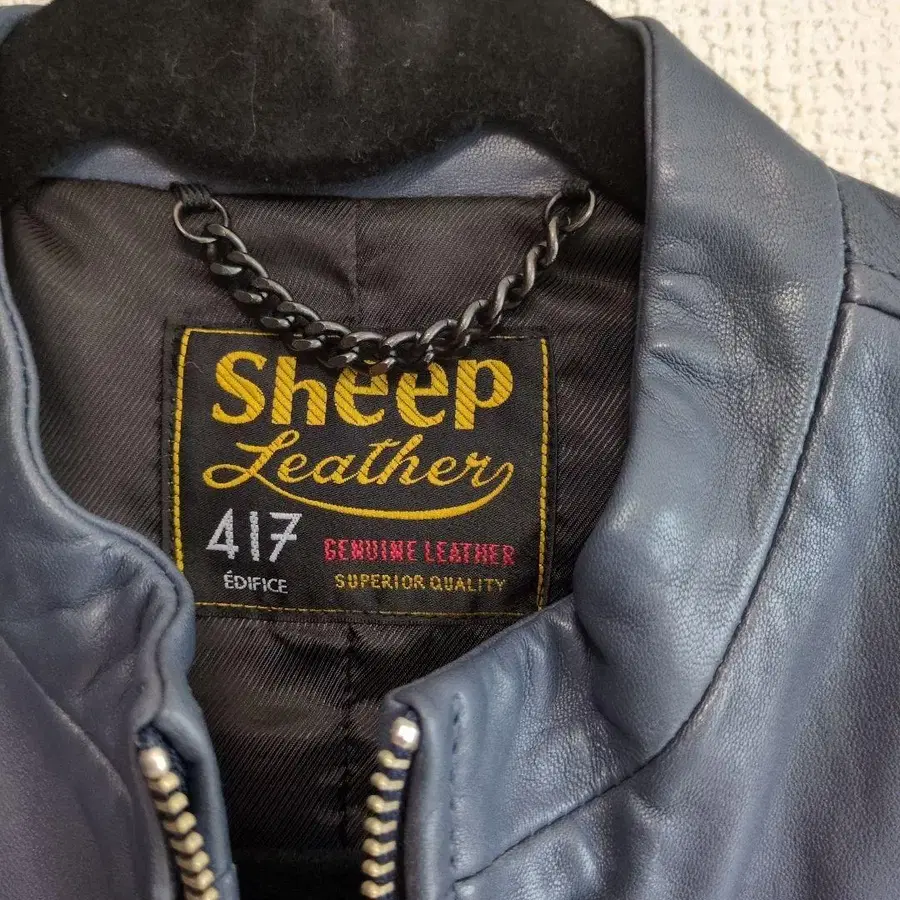 Sheep
Leather
417
ÉDIFICE
GENUINE LEATHER
SUPERIOR QUALITY